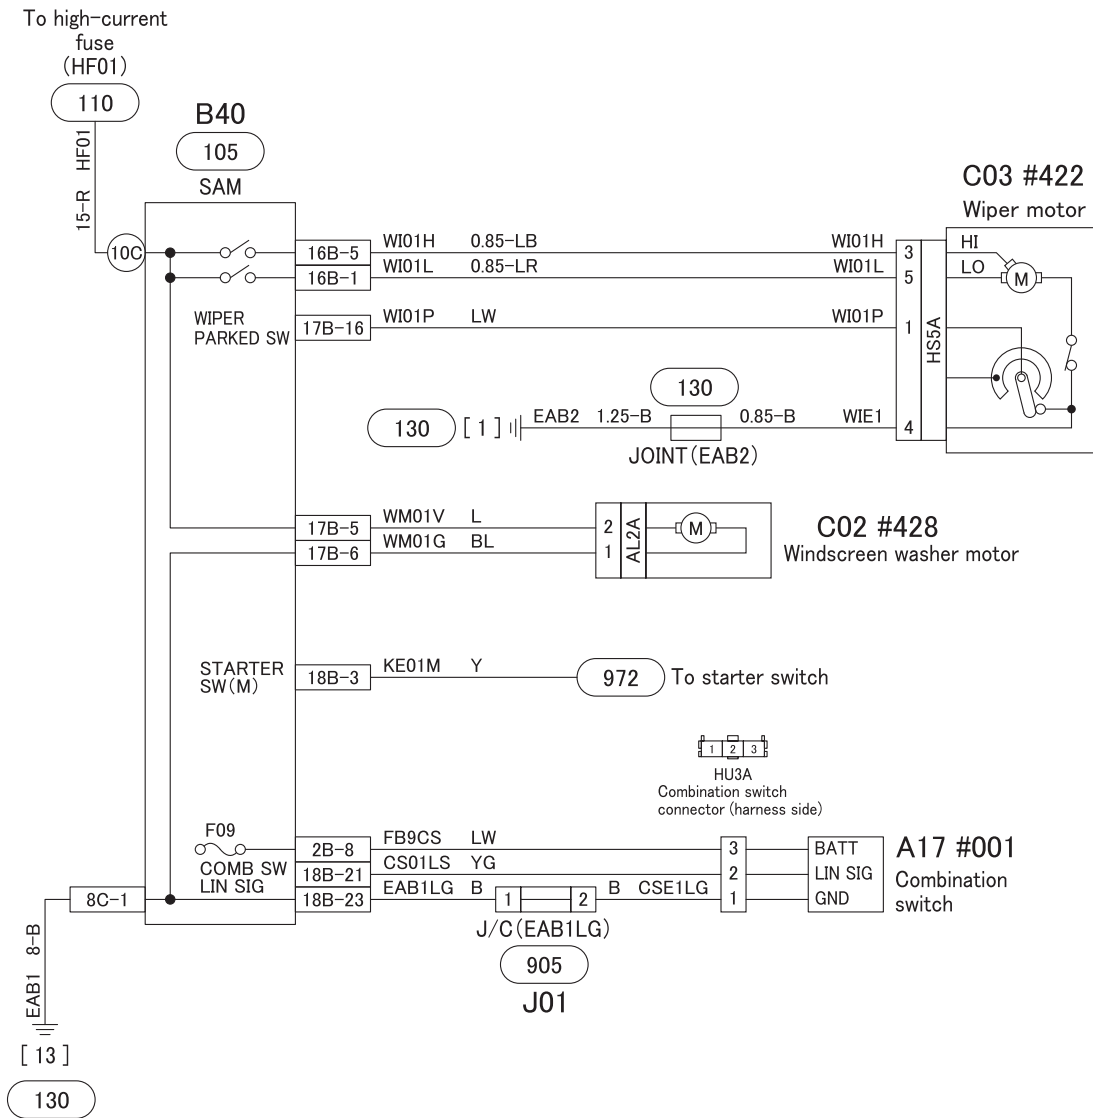 To high-current
fuse
(HF01)
110
15-R HF01
B40
105
SAM
10C
16B-5 WI01H 0.85-LB WI01H 3 HI
16B-1 WI01L 0.85-LR WI01L 5 LO
M
WIPER
PARKED SW
17B-16 WI01P LW WI01P 1
HS5A
C03 #422
Wiper motor
130 [ 1 ] EAB2 1.25-B 0.85-B WIE1 4
130
JOINT(EAB2)
17B-5 WM01V L 2
17B-6 WM01G BL 1
AL2A
M
C02 #428
Windscreen washer motor
STARTER
SW(M)
18B-3 KE01M Y 972 To starter switch
1 2 3
HU3A
Combination switch
connector (harness side)
F09
2B-8 FB9CS LW 3 BATT
COMB SW
LIN SIG
18B-21 CS01LS YG 2 LIN SIG
8C-1 18B-23 EAB1LG B 1 2 B CSE1LG 1 GND
A17 #001
Combination
switch
J/C(EAB1LG)
905
J01
EAB1 8-B
[ 13 ]
130